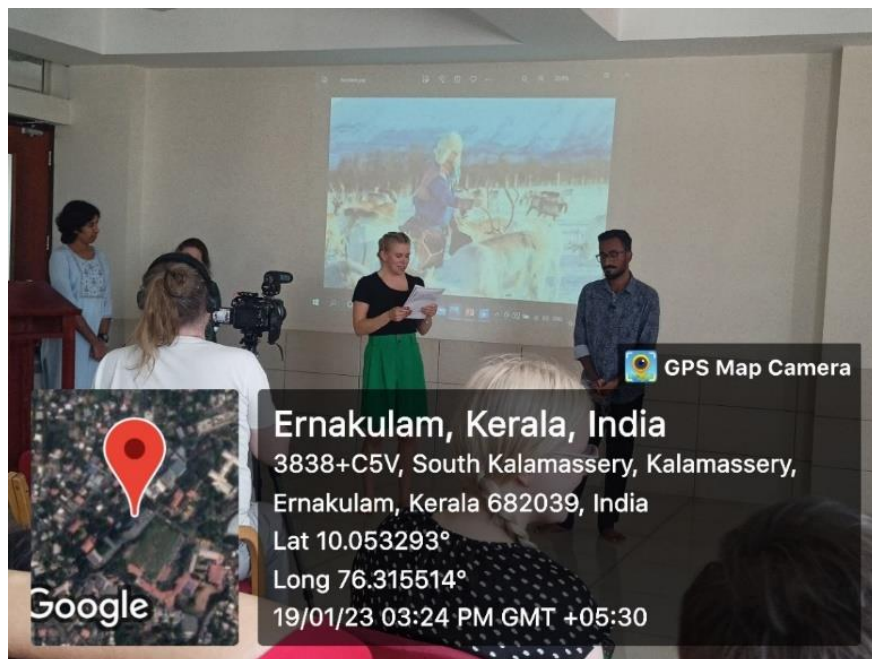 GPS Map Camera
Ernakulam, Kerala, India
3838+C5V, South Kalamassery, Kalamassery,
Ernakulam, Kerala 682039, India
Lat 10.053293°
Long 76.315514°
19/01/23 03:24 PM GMT +05:30
Google